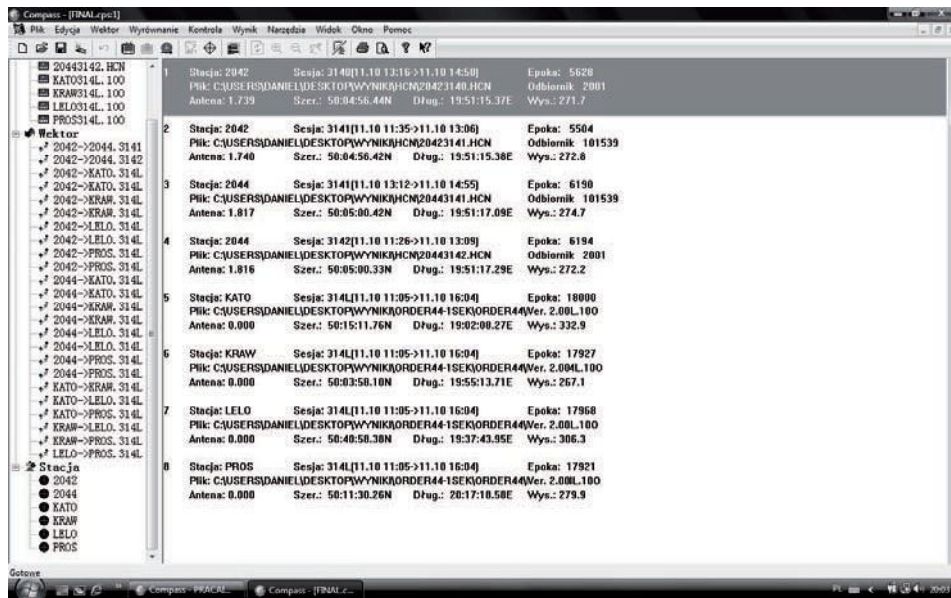 Compass - [FINAL.cps:1]
Plik Edycja Wektor Wyrównanie Kontrola Wynik Narzędzia Widok Okno Pomoc
20443142.HCN
KATO314L.10O
KRAW314L.10O
LELO314L.10O
PROS314L.10O
Wektor
2042->2044.3141
2042->2044.3142
2042->KATO.314L
2042->KATO.314L
2042->KRAW.314L
2042->KRAW.314L
2042->LELO.314L
2042->LELO.314L
2042->PROS.314L
2042->PROS.314L
2044->KATO.314L
2044->KATO.314L
2044->KRAW.314L
2044->KRAW.314L
2044->LELO.314L
2044->LELO.314L
2044->PROS.314L
2044->PROS.314L
KATO->KRAW.314L
KATO->LELO.314L
KATO->PROS.314L
KRAW->LELO.314L
KRAW->PROS.314L
LELO->PROS.314L
Stacja
2042
2044
KATO
KRAW
LELO
PROS
1 Stacja: 2042 Sesja: 3140[11.10 13:16->11.10 14:50] Epoka: 5628
Plik: C:\USERS\DANIEL\DESKTOP\WYNIKI\HCN\20423140.HCN Odbiornik 2001
Antena: 1.739 Szer.: 50:04:56.44N Dług.: 19:51:15.37E Wys.: 271.7
2 Stacja: 2042 Sesja: 3141[11.10 11:35->11.10 13:06] Epoka: 5504
Plik: C:\USERS\DANIEL\DESKTOP\WYNIKI\HCN\20423141.HCN Odbiornik 101539
Antena: 1.740 Szer.: 50:04:56.42N Dług.: 19:51:15.38E Wys.: 272.8
3 Stacja: 2044 Sesja: 3141[11.10 13:12->11.10 14:55] Epoka: 6190
Plik: C:\USERS\DANIEL\DESKTOP\WYNIKI\HCN\20443141.HCN Odbiornik 101539
Antena: 1.817 Szer.: 50:05:00.42N Dług.: 19:51:17.09E Wys.: 274.7
4 Stacja: 2044 Sesja: 3142[11.10 11:26->11.10 13:09] Epoka: 6194
Plik: C:\USERS\DANIEL\DESKTOP\WYNIKI\HCN\20443142.HCN Odbiornik 2001
Antena: 1.816 Szer.: 50:05:00.33N Dług.: 19:51:17.29E Wys.: 272.2
5 Stacja: KATO Sesja: 314L[11.10 11:05->11.10 16:04] Epoka: 18000
Plik: C:\USERS\DANIEL\DESKTOP\WYNIKI\ORDER44-1SEK\ORDER44\Ver. 2.00L.10O
Antena: 0.000 Szer.: 50:15:11.76N Dług.: 19:02:08.27E Wys.: 332.9
6 Stacja: KRAW Sesja: 314L[11.10 11:05->11.10 16:04] Epoka: 17927
Plik: C:\USERS\DANIEL\DESKTOP\WYNIKI\ORDER44-1SEK\ORDER44\Ver. 2.004L.10O
Antena: 0.000 Szer.: 50:03:58.10N Dług.: 19:55:13.71E Wys.: 267.1
7 Stacja: LELO Sesja: 314L[11.10 11:05->11.10 16:04] Epoka: 17968
Plik: C:\USERS\DANIEL\DESKTOP\WYNIKI\ORDER44-1SEK\ORDER44\Ver. 2.00L.10O
Antena: 0.000 Szer.: 50:40:50.38N Dług.: 19:37:43.95E Wys.: 306.3
8 Stacja: PROS Sesja: 314L[11.10 11:05->11.10 16:04] Epoka: 17921
Plik: C:\USERS\DANIEL\DESKTOP\WYNIKI\ORDER44-1SEK\ORDER44\Ver. 2.00IL.10O
Antena: 0.000 Szer.: 50:11:30.26N Dług.: 20:17:18.58E Wys.: 279.9
Gotowe
Compass - PRACAL... Compass - [FINAL.c... PL 20:03